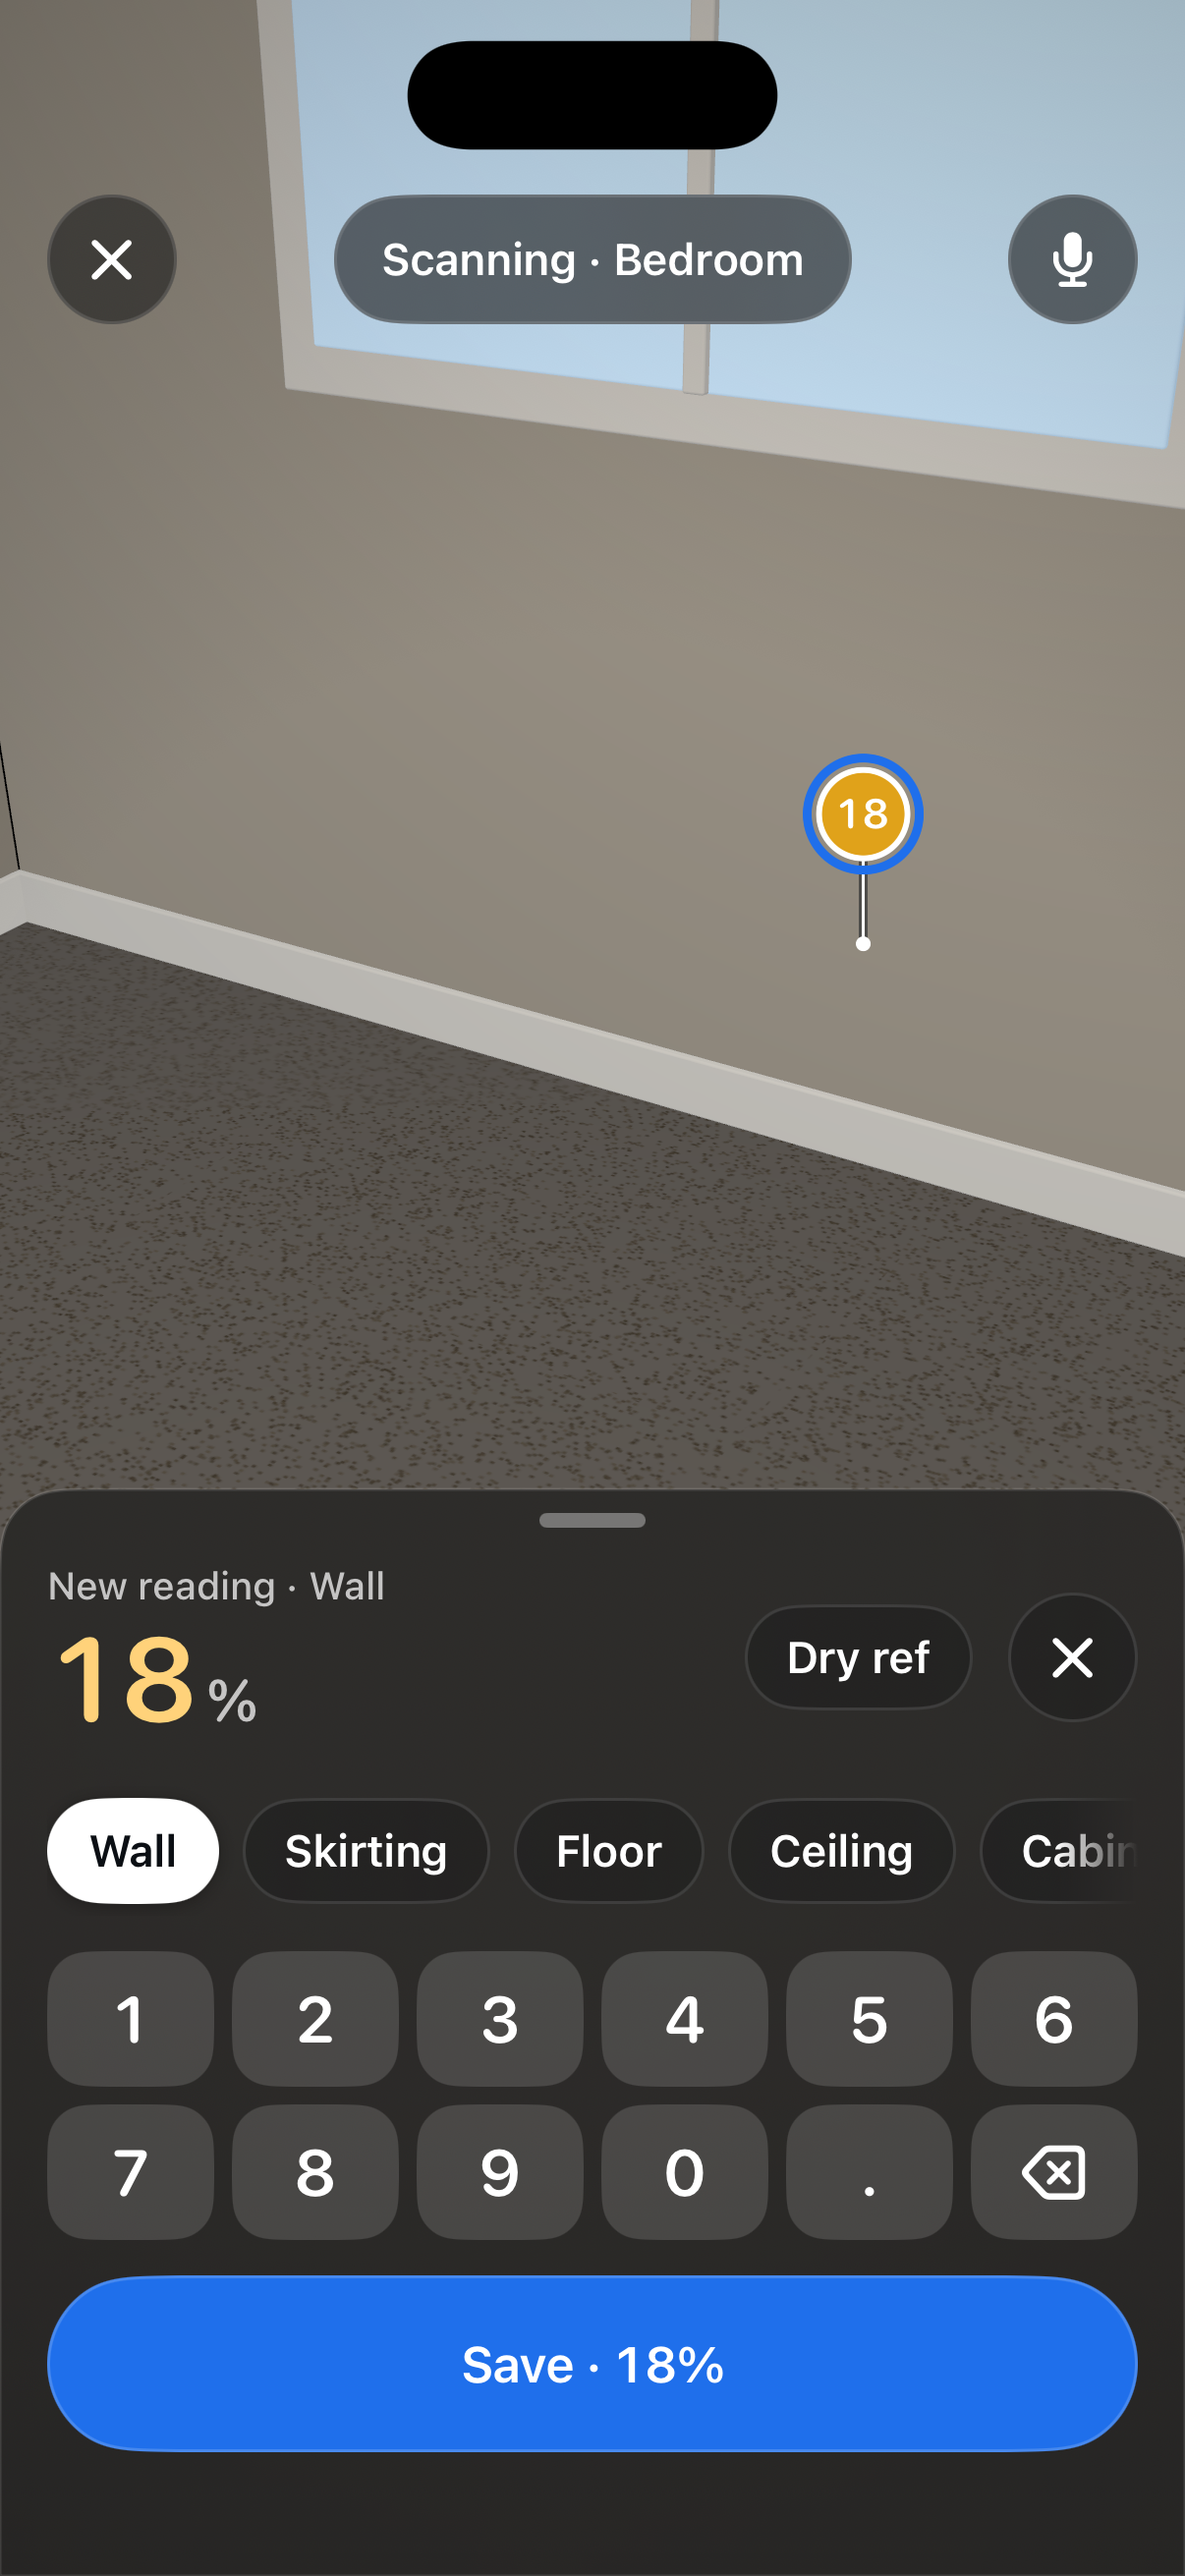 Scanning · Bedroom
18
New reading · Wall
18 %
Dry ref
Wall
Skirting
Floor
Ceiling
1 2 3 4 5 6
7 8 9 0 .
Save · 18%